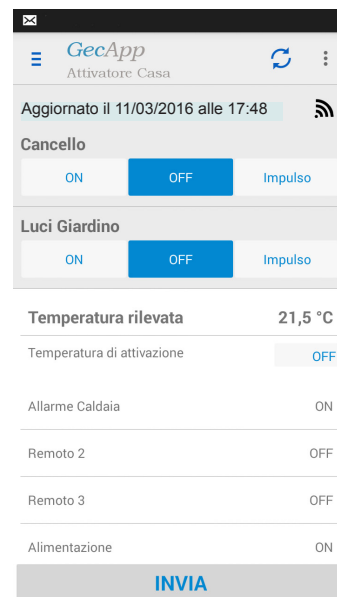 GecApp
Attivatore Casa
Aggiornato il 11/03/2016 alle 17:48
Cancello
ON OFF Impulso
Luci Giardino
ON OFF Impulso
Temperatura rilevata 21,5 °C
Temperatura di attivazione OFF
Allarme Caldaia ON
Remoto 2 OFF
Remoto 3 OFF
Alimentazione ON
INVIA